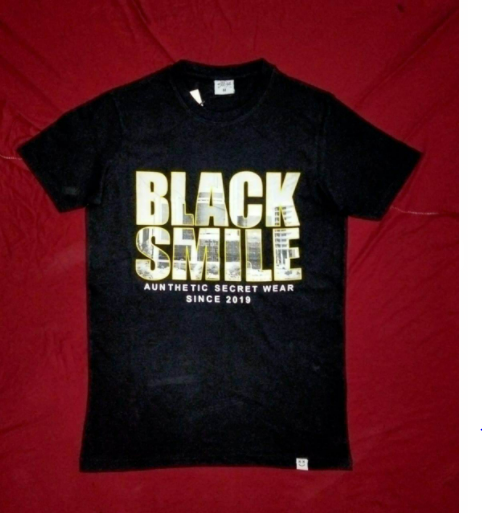 BLACK
SMILE
AUNTHETIC SECRET WEAR
SINCE 2019